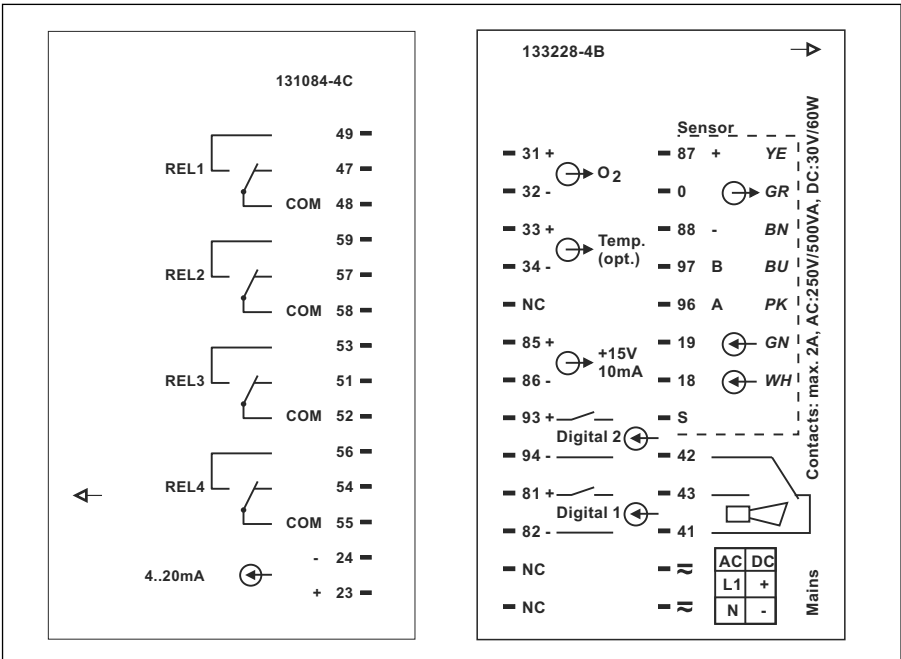 131084-4C
49
REL1
47
COM 48
59
REL2
57
COM 58
53
REL3
51
COM 52
56
REL4
54
COM 55
- 24
4..20mA
+ 23
133228-4B
Sensor
31 +
O2
32 -
33 +
Temp.
(opt.)
34 -
NC
85 +
+15V
10mA
86 -
93 +
Digital 2
94 -
81 +
Digital 1
82 -
NC
NC
87 + YE
0 GR
88 - BN
97 B BU
96 A PK
19 GN
18 WH
S
42
43
41
AC DC
L1 +
N -
Contacts: max. 2A, AC:250V/500VA, DC:30V/60W
Mains